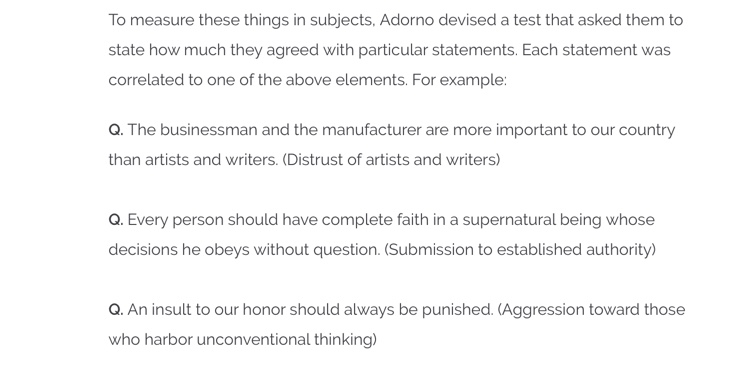 To measure these things in subjects, Adorno devised a test that asked them to
state how much they agreed with particular statements. Each statement was
correlated to one of the above elements. For example:
Q. The businessman and the manufacturer are more important to our country
than artists and writers. (Distrust of artists and writers)
Q. Every person should have complete faith in a supernatural being whose
decisions he obeys without question. (Submission to established authority)
Q. An insult to our honor should always be punished. (Aggression toward those
who harbor unconventional thinking)